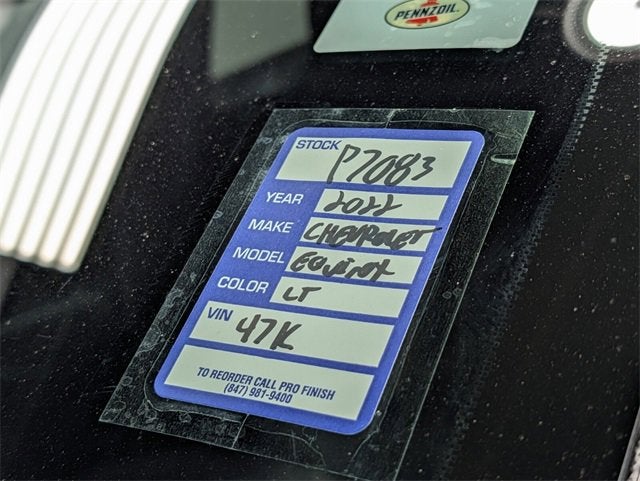 PENNZOIL.
STOCK P7083
YEAR 2022
MAKE CHEVROLET
MODEL EQUINOX
COLOR LT
VIN 47K
TO REORDER CALL PRO FINISH
(847) 981-9400